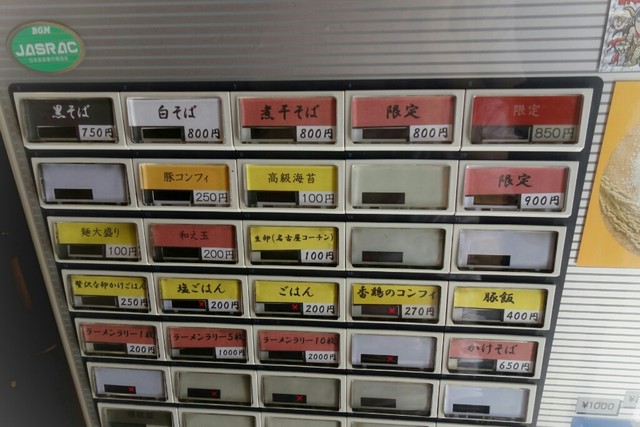 BGM
JASRAC
黒そば 750円
白そば 800円
煮干そば 800円
限定 800円
限定 850円
豚コンフィ 250円
高級海苔 100円
限定 900円
麺大盛り 100円
和え玉 200円
生卵(名古屋コーチン) 100円
贅沢な卵かけごはん 250円
塩ごはん 200円
ごはん 200円
香鶏のコンフィ 270円
豚飯 400円
ラーメンラリー1枚 200円
ラーメンラリー5枚 1000円
ラーメンラリー10枚 2000円
かけそば 650円
¥1000